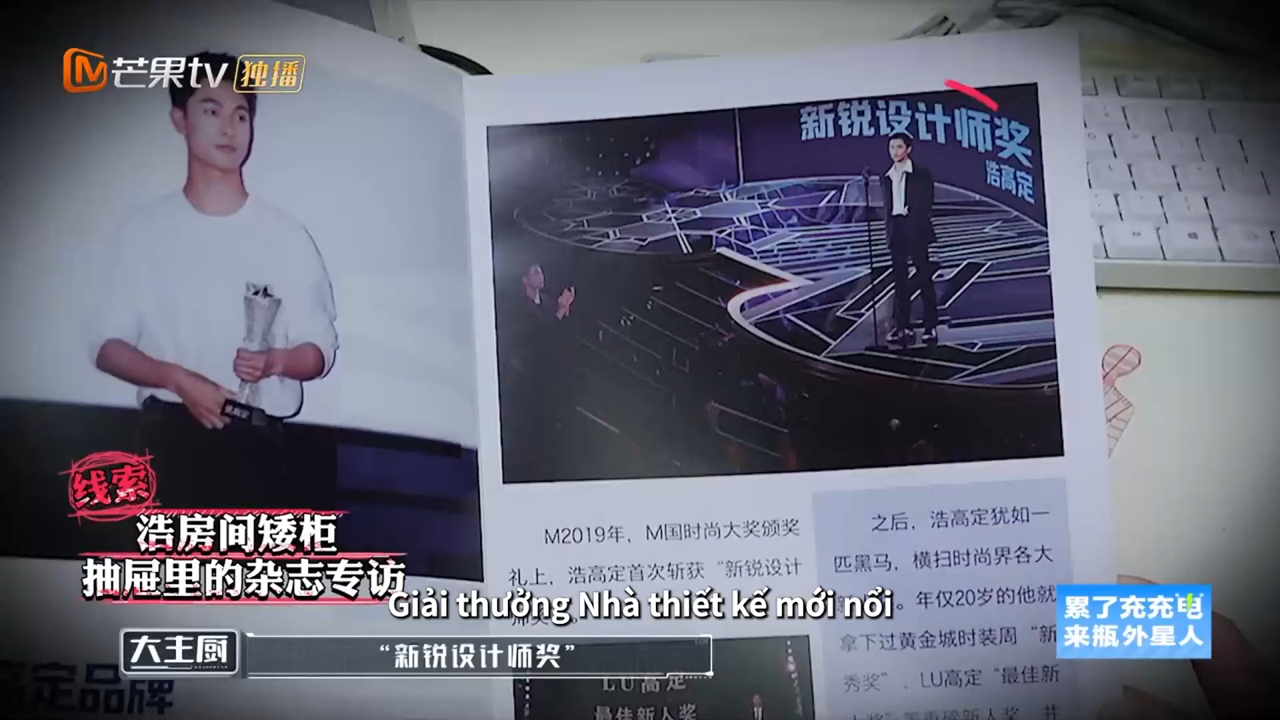 芒果tv 独播
新锐设计师奖
浩高定
M2019年，M国时尚大奖颁奖
礼上，浩高定首次斩获“新锐设计
之后，浩高定犹如一
匹黑马，横扫时尚界各大
。年仅20岁的他就
拿下过黄金城时装周“新
秀奖”、LU高定“最佳新
线索
浩房间矮柜
抽屉里的杂志专访
Giải thưởng Nhà thiết kế mới nổi
大主厨
“新锐设计师奖”
累了充充电
来瓶外星人
高定品牌
LU高定
最佳新人奖